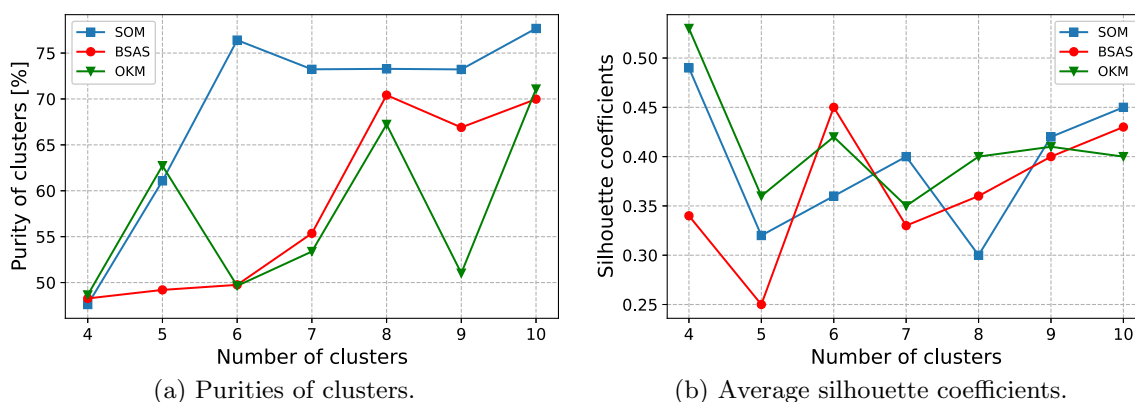 Purity of clusters [%]
75
70
65
60
55
50
SOM
BSAS
OKM
4 5 6 7 8 9 10
Number of clusters
(a) Purities of clusters.
Silhouette coefficients
0.50
0.45
0.40
0.35
0.30
0.25
SOM
BSAS
OKM
4 5 6 7 8 9 10
Number of clusters
(b) Average silhouette coefficients.